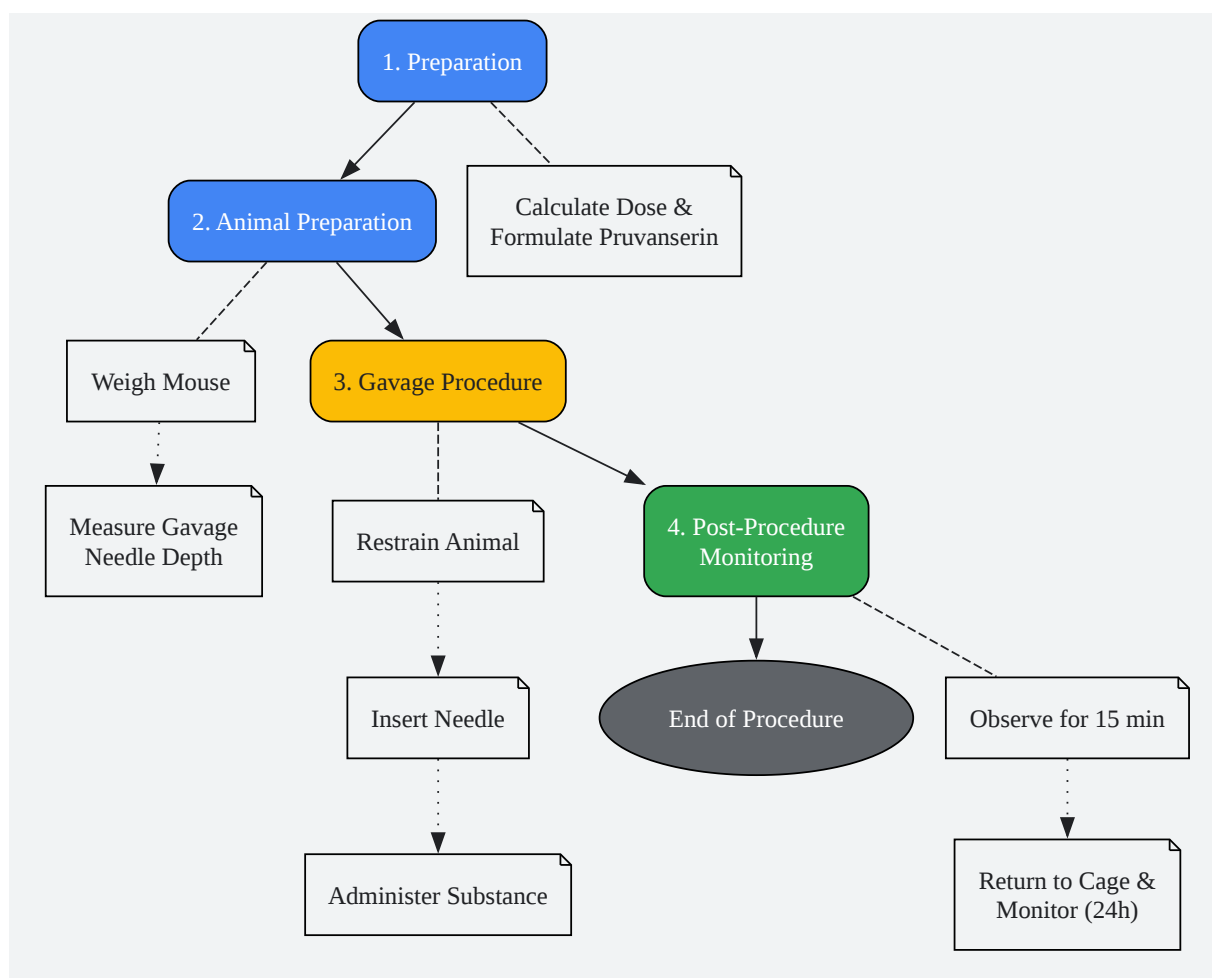 1. Preparation
Calculate Dose &
Formulate Pruvanserin
2. Animal Preparation
Weigh Mouse
3. Gavage Procedure
Measure Gavage
Needle Depth
Restrain Animal
4. Post-Procedure
Monitoring
Insert Needle
End of Procedure
Observe for 15 min
Administer Substance
Return to Cage &
Monitor (24h)